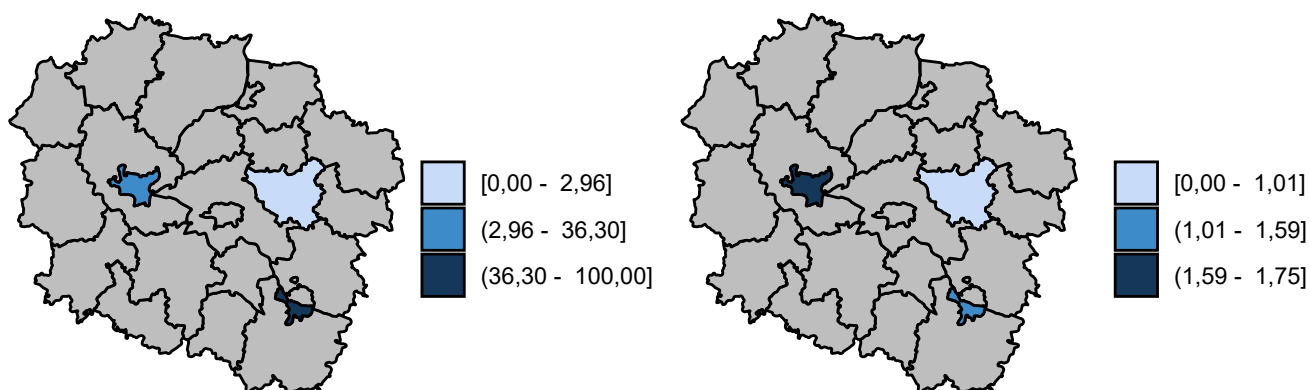 [0,00 - 2,96]
(2,96 - 36,30]
(36,30 - 100,00]
[0,00 - 1,01]
(1,01 - 1,59]
(1,59 - 1,75]